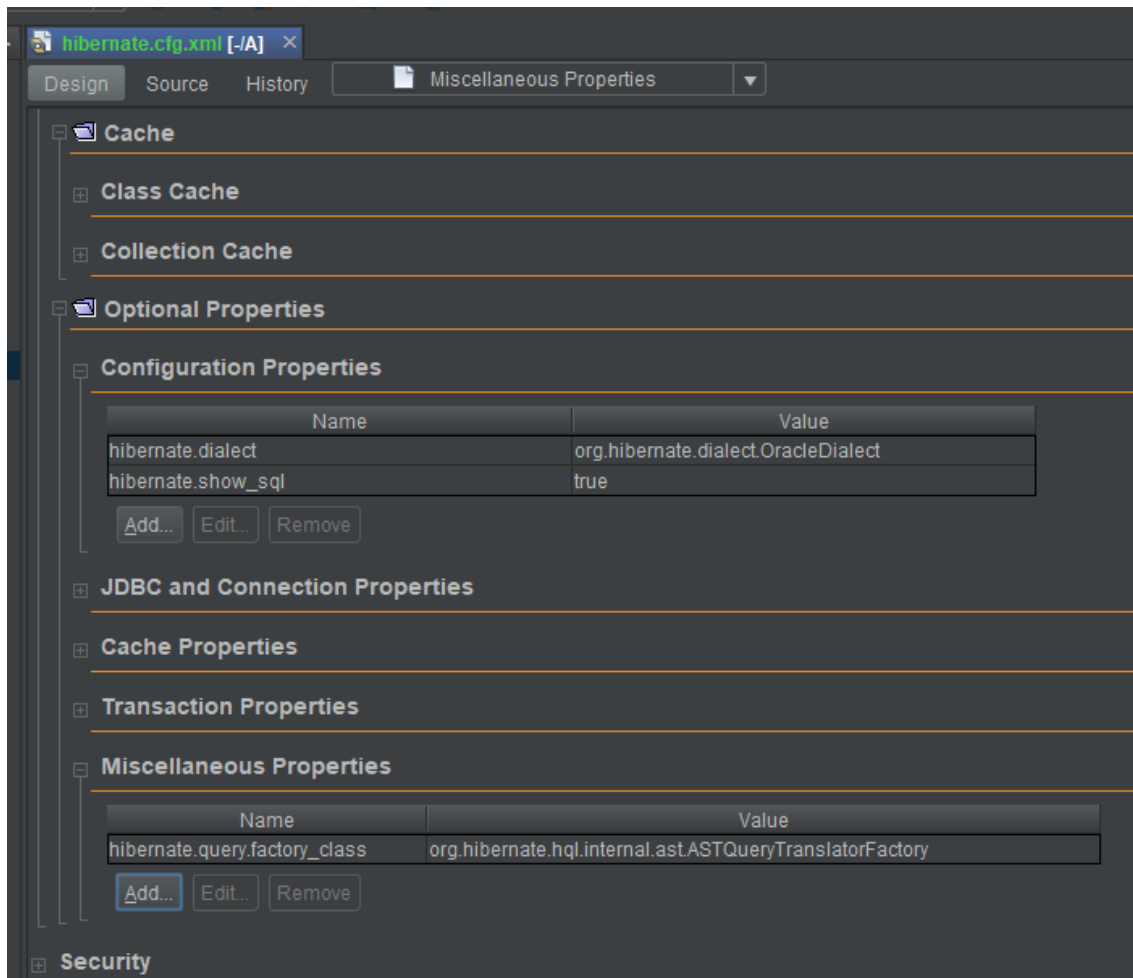 hibernate.cfg.xml [-/A]
Design Source History Miscellaneous Properties
Cache
Class Cache
Collection Cache
Optional Properties
Configuration Properties
Name Value
hibernate.dialect org.hibernate.dialect.OracleDialect
hibernate.show_sql true
Add... Edit... Remove
JDBC and Connection Properties
Cache Properties
Transaction Properties
Miscellaneous Properties
Name Value
hibernate.query.factory_class org.hibernate.hql.internal.ast.ASTQueryTranslatorFactory
Add... Edit... Remove
Security